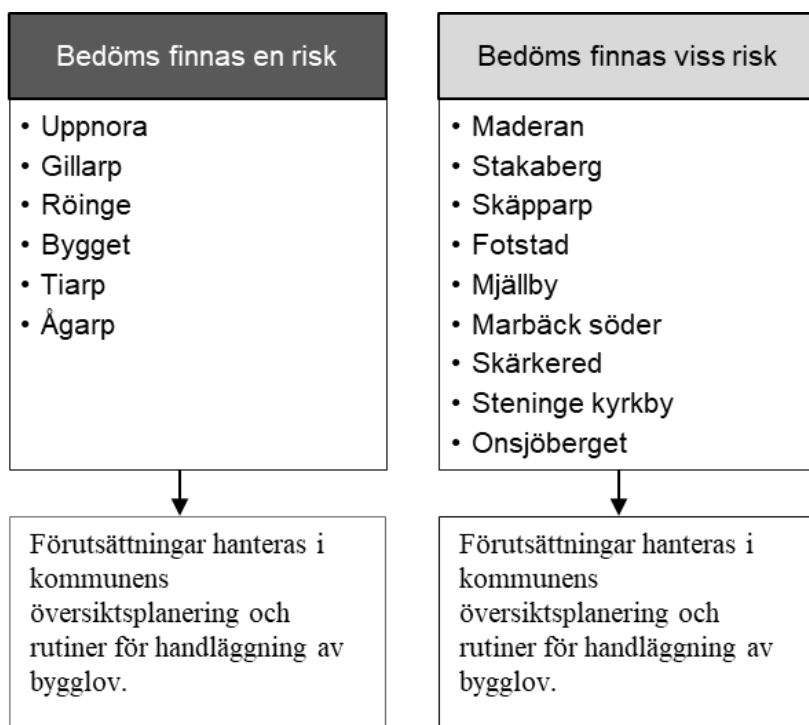 Bedöms finnas en risk
• Uppnora
• Gillarp
• Röinge
• Bygget
• Tiarp
• Ågarp
Förutsättningar hanteras i
kommunens
översiktsplanering och
rutiner för handläggning av
bygglov.
Bedöms finnas viss risk
• Maderan
• Stakaberg
• Skäpparp
• Fotstad
• Mjällby
• Marbäck söder
• Skärkered
• Steninge kyrkby
• Onsjöberget
Förutsättningar hanteras i
kommunens
översiktsplanering och
rutiner för handläggning av
bygglov.